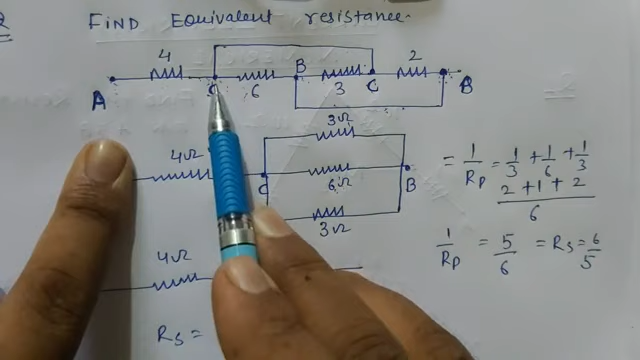 FIND EQUIVALENT resistance.
4
2
A
C
6
B
3
C
B
3Ω
4Ω
C
6Ω
B
3Ω
= 1/Rp = 1/3 + 1/6 + 1/3
2 + 1 + 2
6
1/Rp = 5/6 = Rs = 6/5
4Ω
Rs =